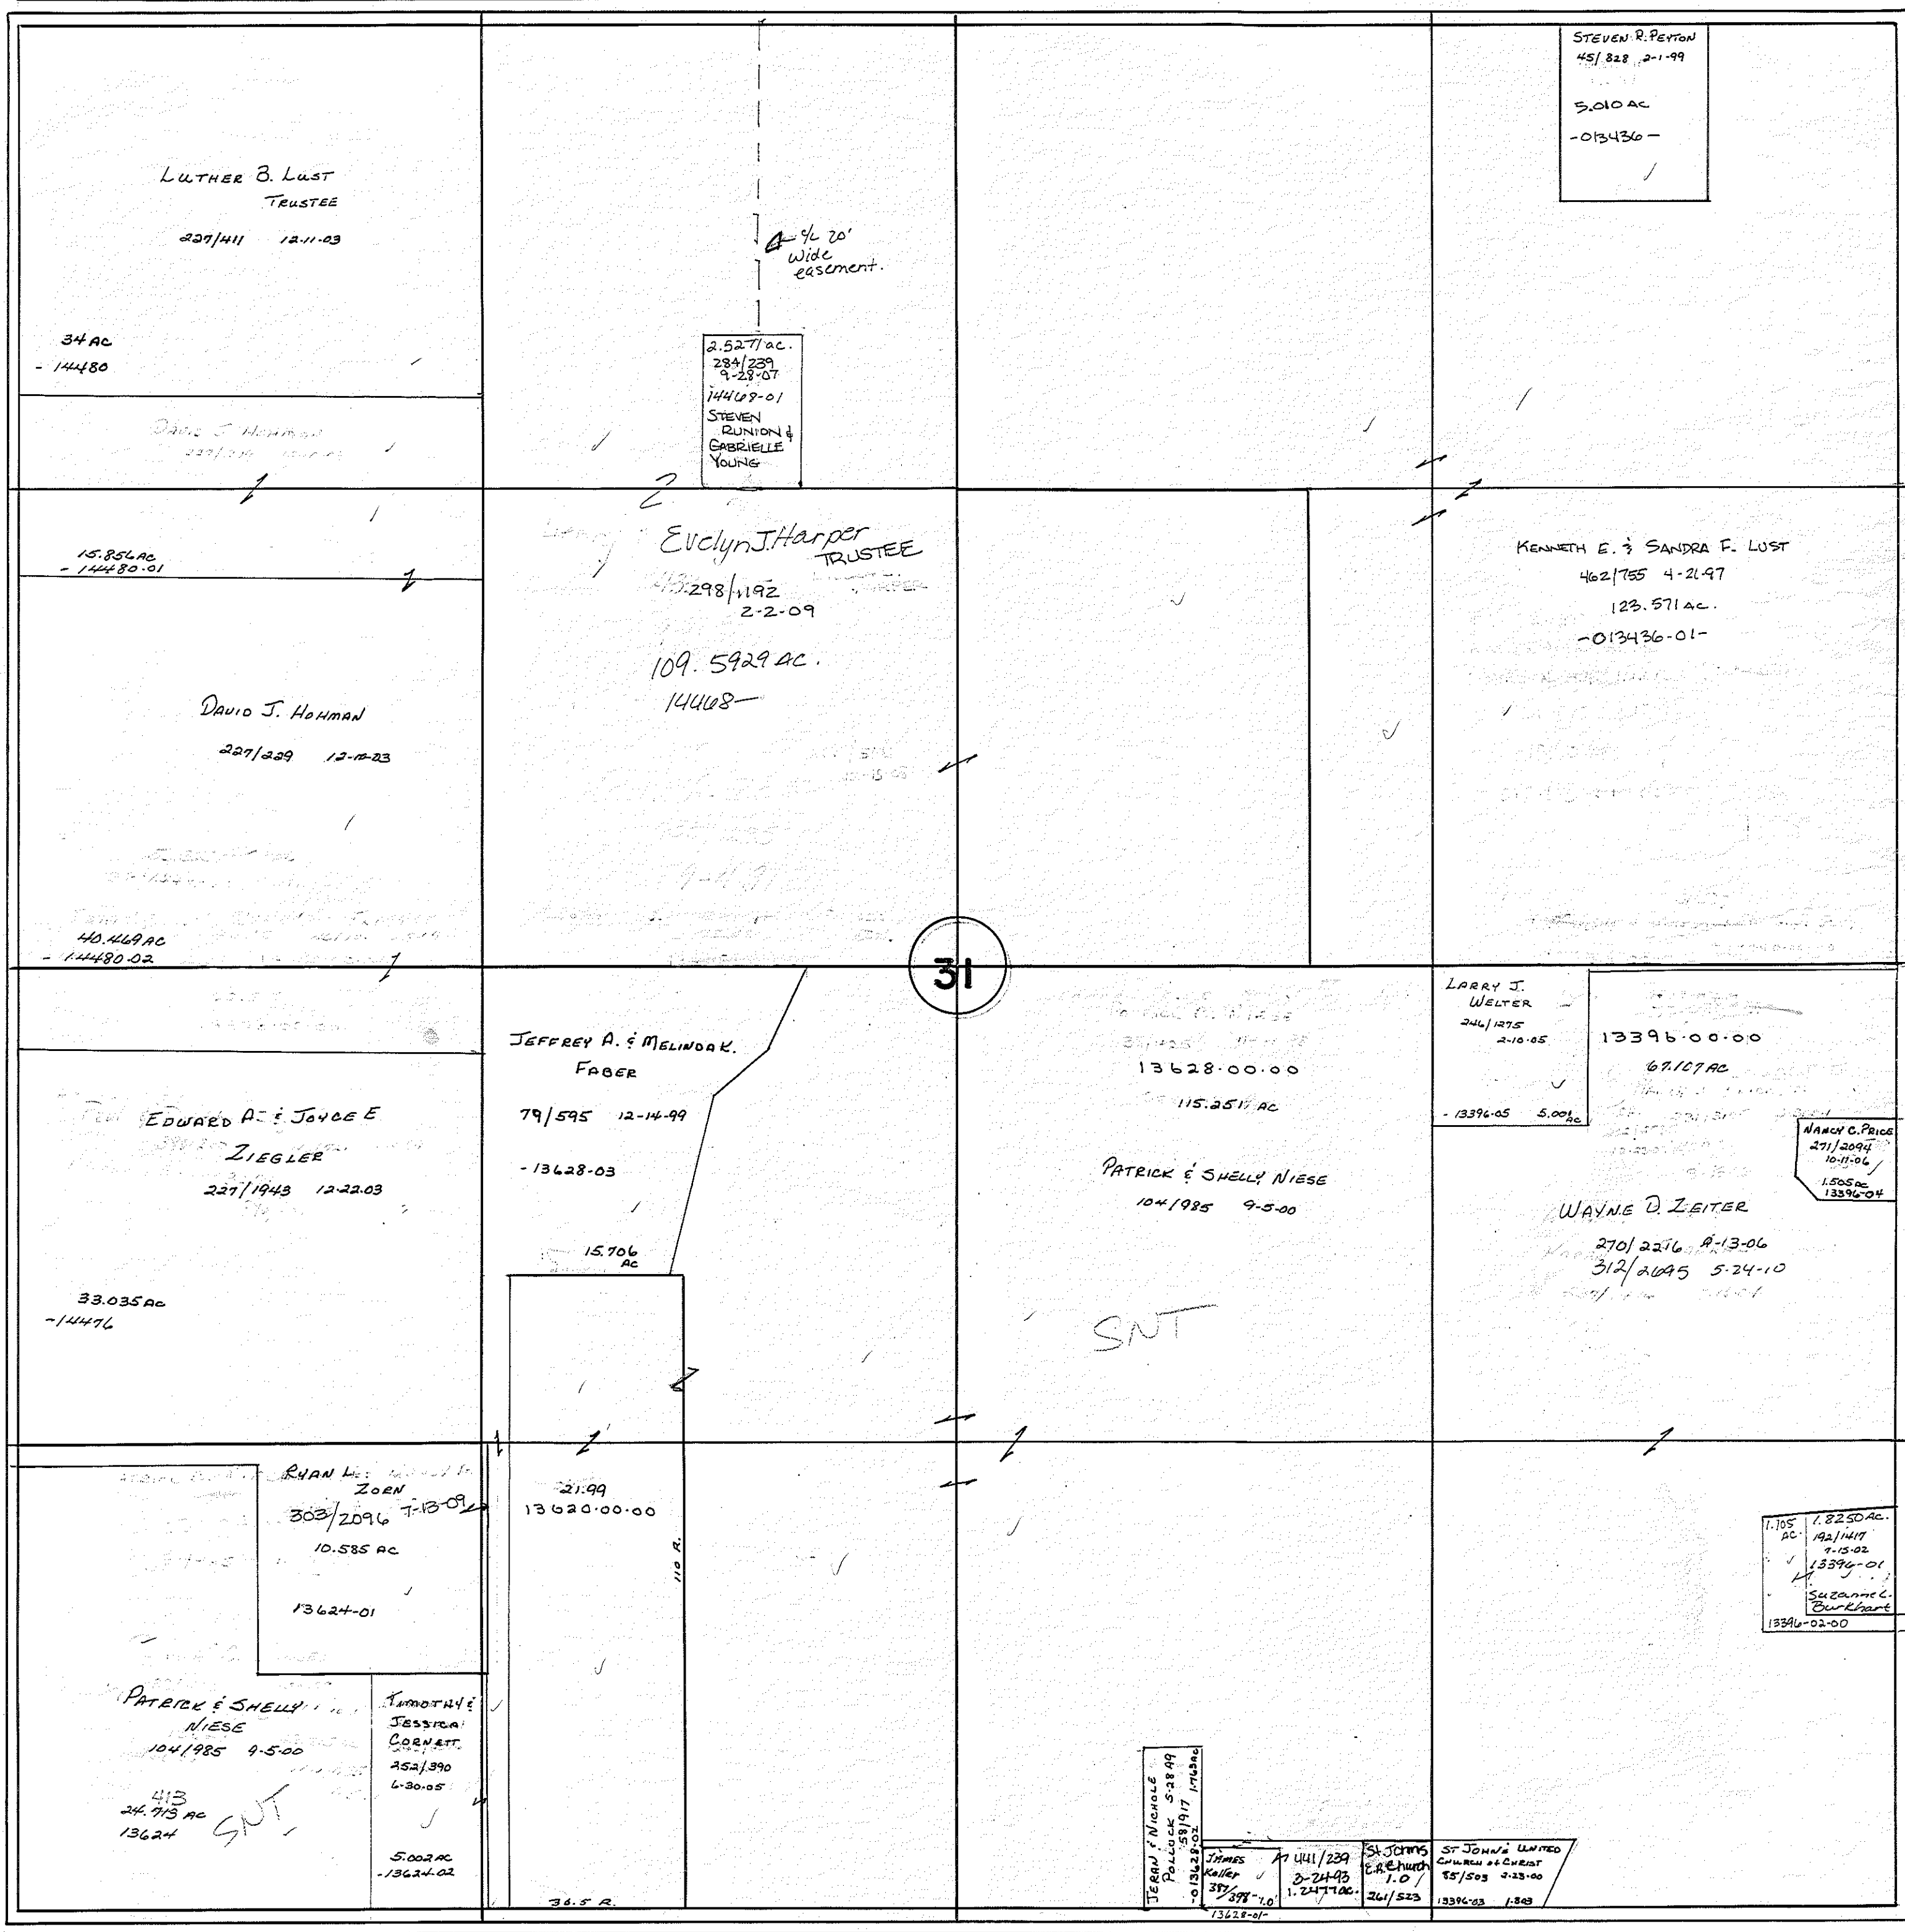 STEVEN R. PEYTON
45/828 2-1-99
5.010 AC
-013436-
LUTHER B. LUST
TRUSTEE
227/411 12-11-03
34 AC
- 14480
℄ 20'
wide
easement.
2.5271 ac.
284/239
9-28-07
14468-01
STEVEN
RUNION &
GABRIELLE
YOUNG
15.856 AC
- 14480-01
Evelyn J. Harper
TRUSTEE
298/1192
2-2-09
109.5929 AC.
14468-
KENNETH E. & SANDRA F. LUST
462/755 4-21-97
123.571 AC.
-013436-01-
DAVID J. HOHMAN
227/229 12-10-03
40.469 AC
- 14480-02
31
JEFFREY A. & MELINDA K.
FABER
79/595 12-14-99
- 13628-03
15.706
AC
13628-00-00
115.2517 AC
PATRICK & SHELLY NIESE
104/985 9-5-00
SNT
LARRY J.
WELTER
246/1275
2-10-05
- 13396-05 5.001 AC
13396-00-00
67.107 AC
NANCY C. PRICE
271/2094
10-11-06
1.505 AC
13396-04
WAYNE D. ZEITER
270/2216 9-13-06
312/2695 5-24-10
EDWARD A. & JOYCE E
ZIEGLER
227/1943 12-22-03
33.035 AC
-14476
RYAN L.
ZORN
303/2096 7-13-09
10.585 AC
13624-01
21.99
13620-00-00
110 R.
36.5 R.
PATRICK & SHELLY
NIESE
104/985 9-5-00
413
24.713 AC
13624
SNT
TIMOTHY &
JESSICA
CORNETT
252/390
6-30-05
5.002 AC
-13624-02
1.105
AC.
1.8250 AC.
192/1417
7-15-02
13396-01
Suzanne L.
Burkhart
13396-02-00
JERAN & NICHOLE
POLLUCK 5-28-99
58/917 1.763 AC
-013628-02
JAMES
Keller
387/398 -1.0
13628-01-
441/239
3-24-93
1.2477 AC.
St Johns
E.R. Church
1.0
261/523
ST JOHN'S UNITED
CHURCH of CHRIST
85/503 2-23-00
13396-03 1.803